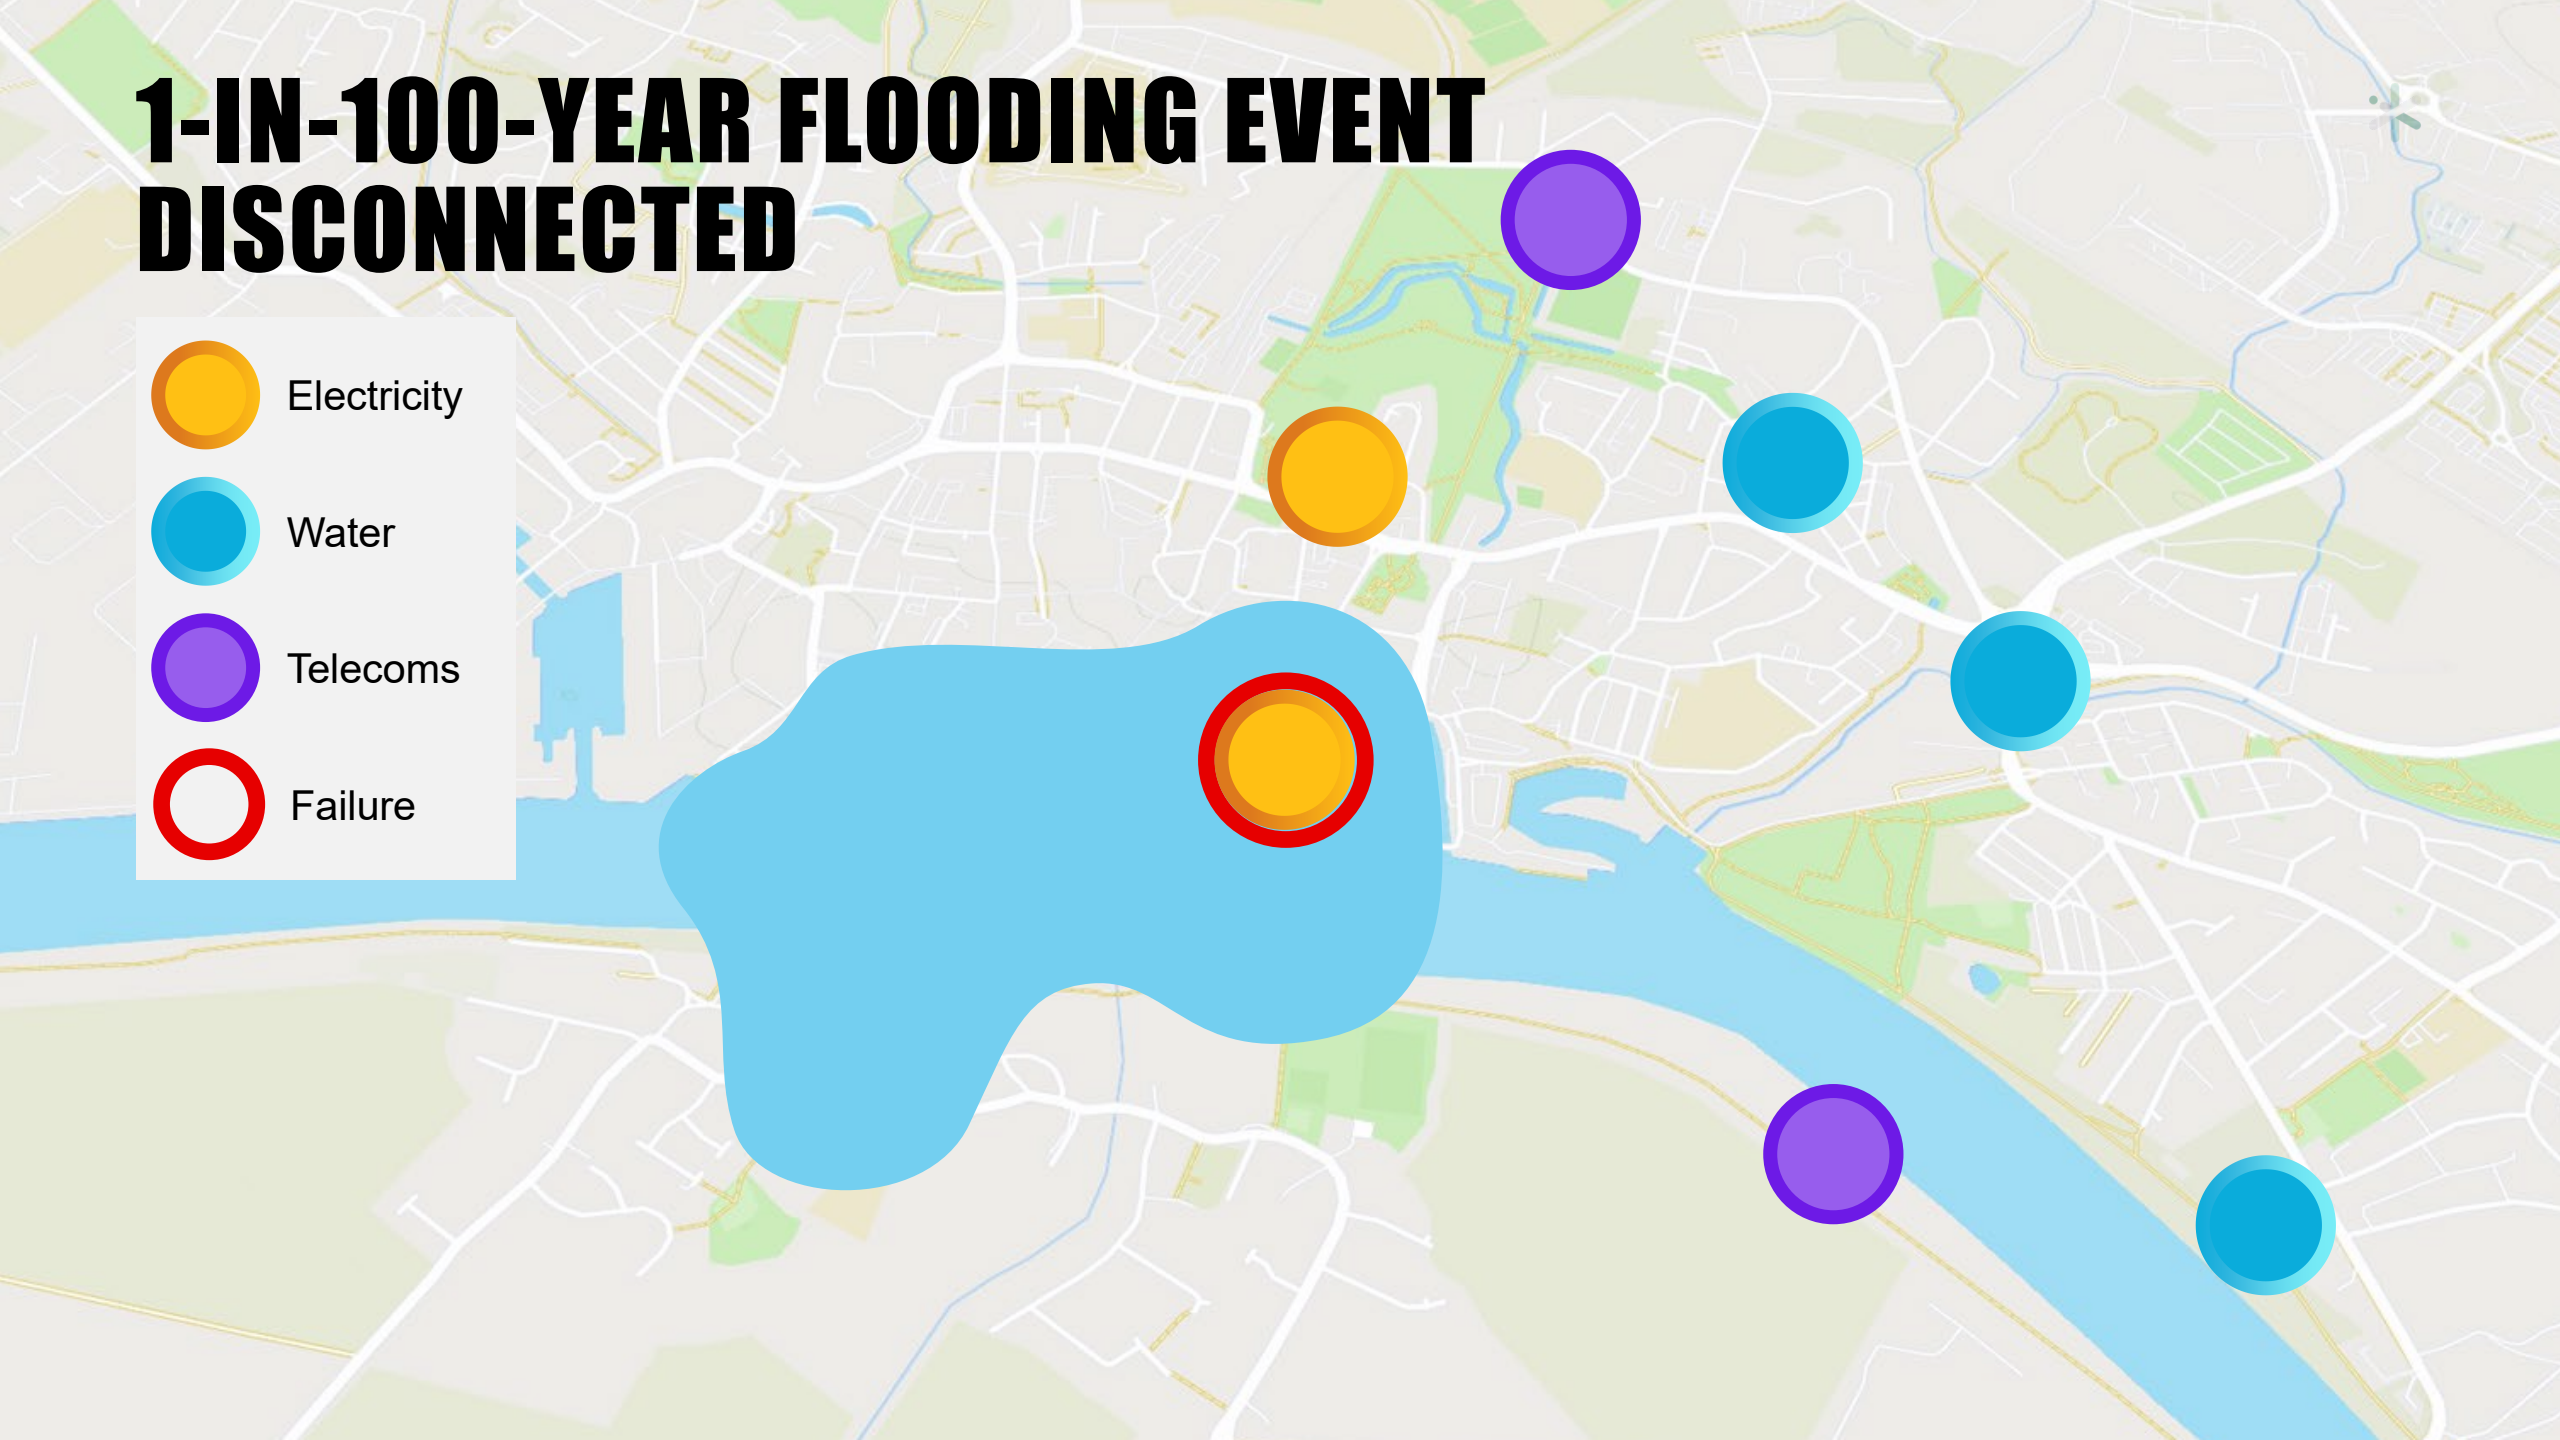 1-IN-100-YEAR FLOODING EVENT
DISCONNECTED
Electricity
Water
Telecoms
Failure